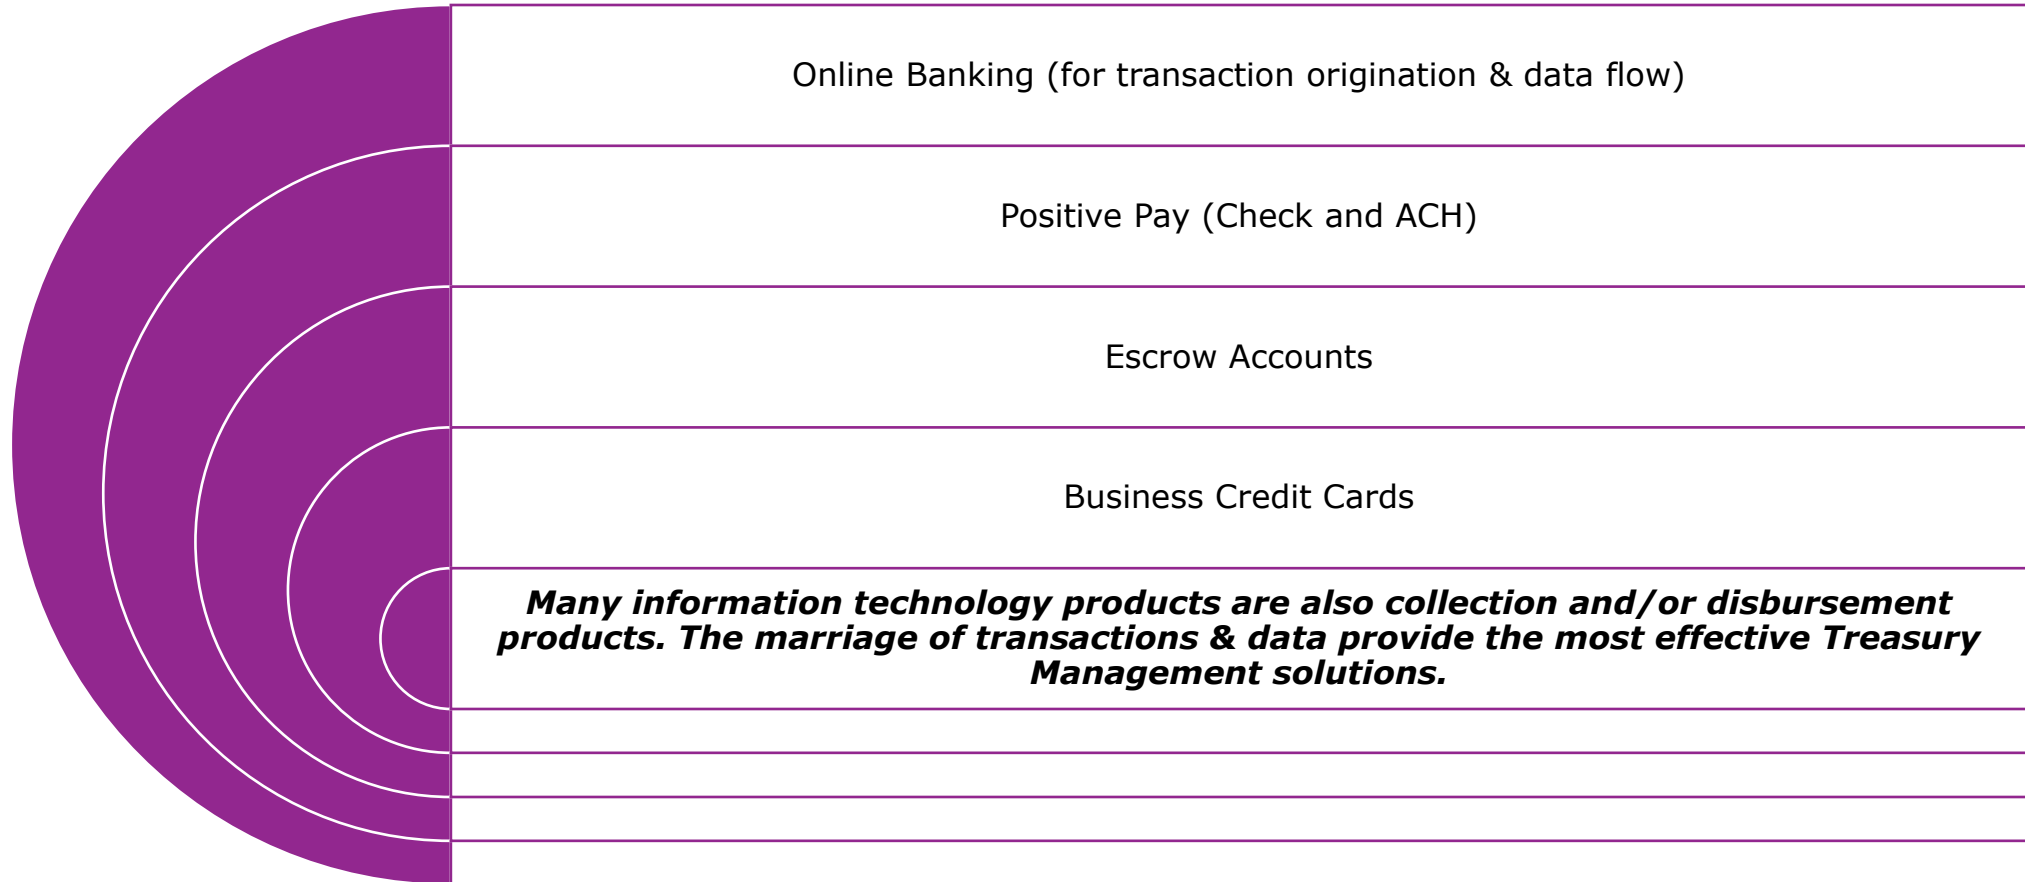 Online Banking (for transaction origination & data flow)
Positive Pay (Check and ACH)
Escrow Accounts
Business Credit Cards
Many information technology products are also collection and/or disbursement
products. The marriage of transactions & data provide the most effective Treasury
Management solutions.